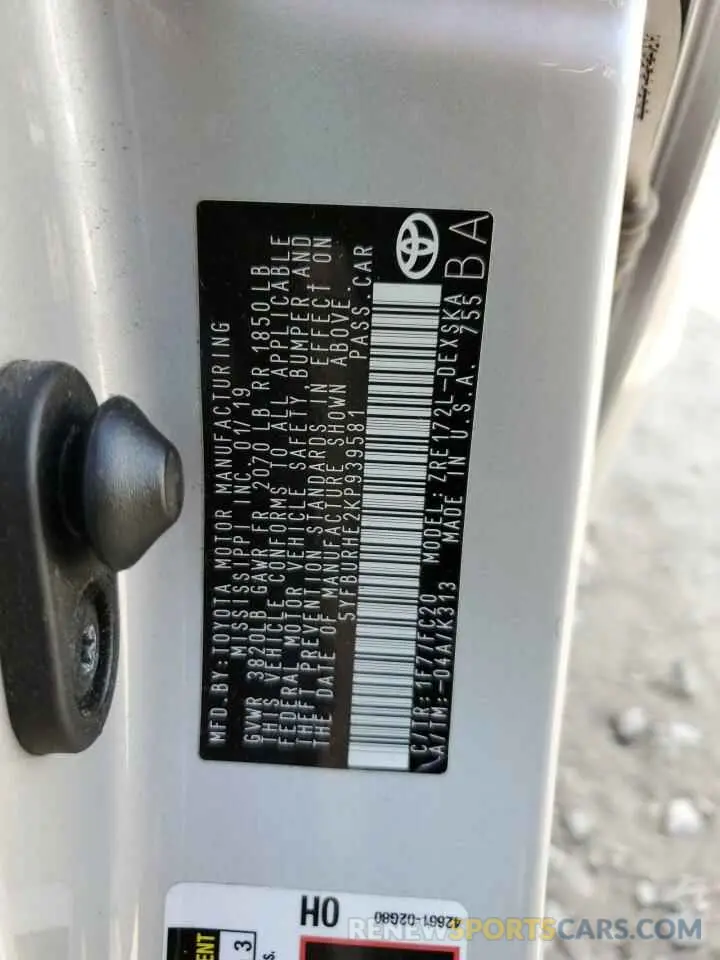 MFD. BY: TOYOTA MOTOR MANUFACTURING
MISSISSIPPI INC. 01/19
GVWR 3820LB GAWR FR 2070 LB RR 1850 LB
THIS VEHICLE CONFORMS TO ALL APPLICABLE
FEDERAL MOTOR VEHICLE SAFETY, BUMPER AND
THEFT PREVENTION STANDARDS IN EFFECT ON
THE DATE OF MANUFACTURE SHOWN ABOVE.
5YFBURHE2KP939581 PASS. CAR
C/TR: 1F7/FC20 MODEL: ZRE172L-DEXSKA
A/TM: -04A/K313 MADE IN U.S.A. 755 BA
HO
42661-02G80
RENEWSPORTSCARS.COM